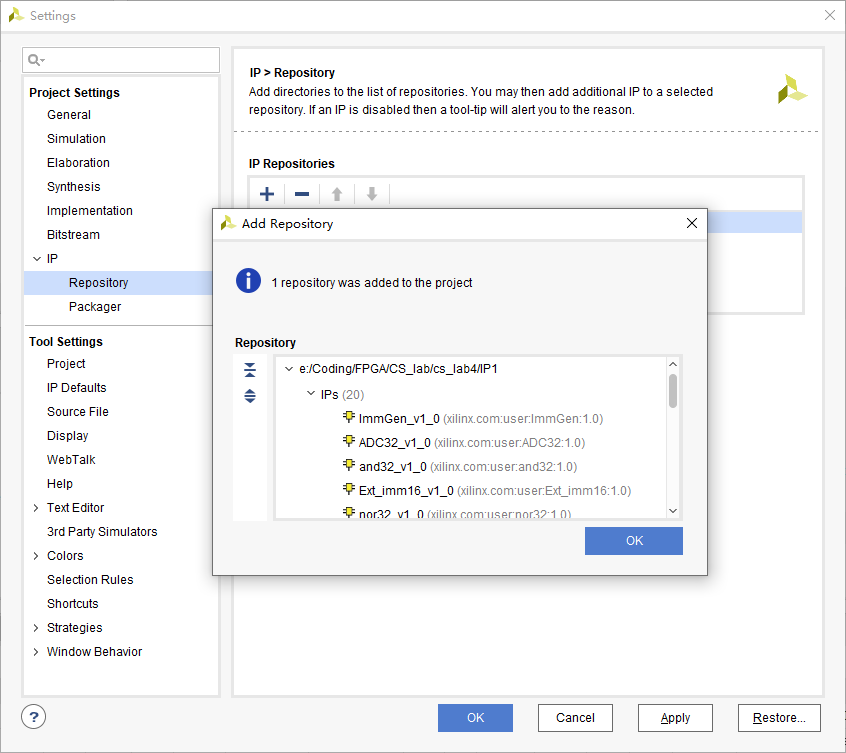 Settings
Project Settings
General
Simulation
Elaboration
Synthesis
Implementation
Bitstream
IP
Repository
Packager
Tool Settings
Project
IP Defaults
Source File
Display
WebTalk
Help
Text Editor
3rd Party Simulators
Colors
Selection Rules
Shortcuts
Strategies
Window Behavior
IP > Repository
Add directories to the list of repositories. You may then add additional IP to a selected
repository. If an IP is disabled then a tool-tip will alert you to the reason.
IP Repositories
Add Repository
1 repository was added to the project
Repository
e:/Coding/FPGA/CS_lab/cs_lab4/IP1
IPs (20)
ImmGen_v1_0 (xilinx.com:user:ImmGen:1.0)
ADC32_v1_0 (xilinx.com:user:ADC32:1.0)
and32_v1_0 (xilinx.com:user:and32:1.0)
Ext_imm16_v1_0 (xilinx.com:user:Ext_imm16:1.0)
nor32_v1_0 (xilinx.com:user:nor32:1.0)
OK
?
OK
Cancel
Apply
Restore...